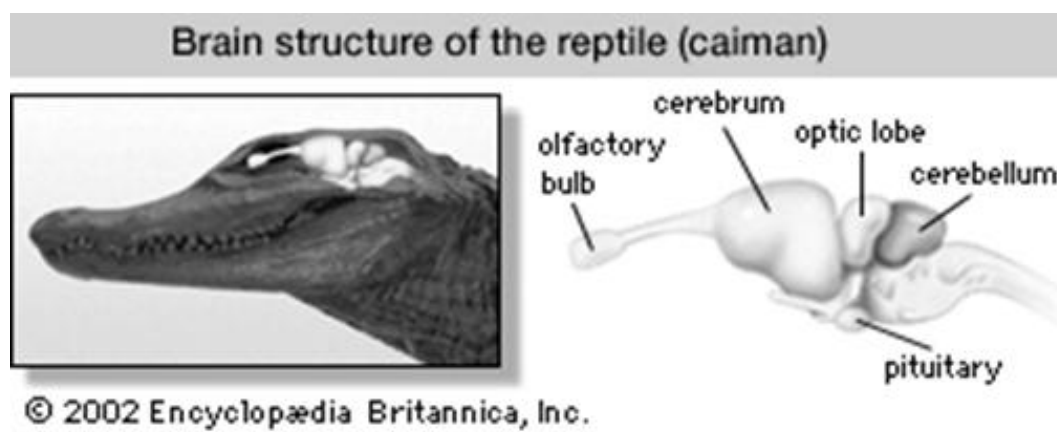 Brain structure of the reptile (caiman)
cerebrum
optic lobe
olfactory
bulb
cerebellum
pituitary
© 2002 Encyclopædia Britannica, Inc.